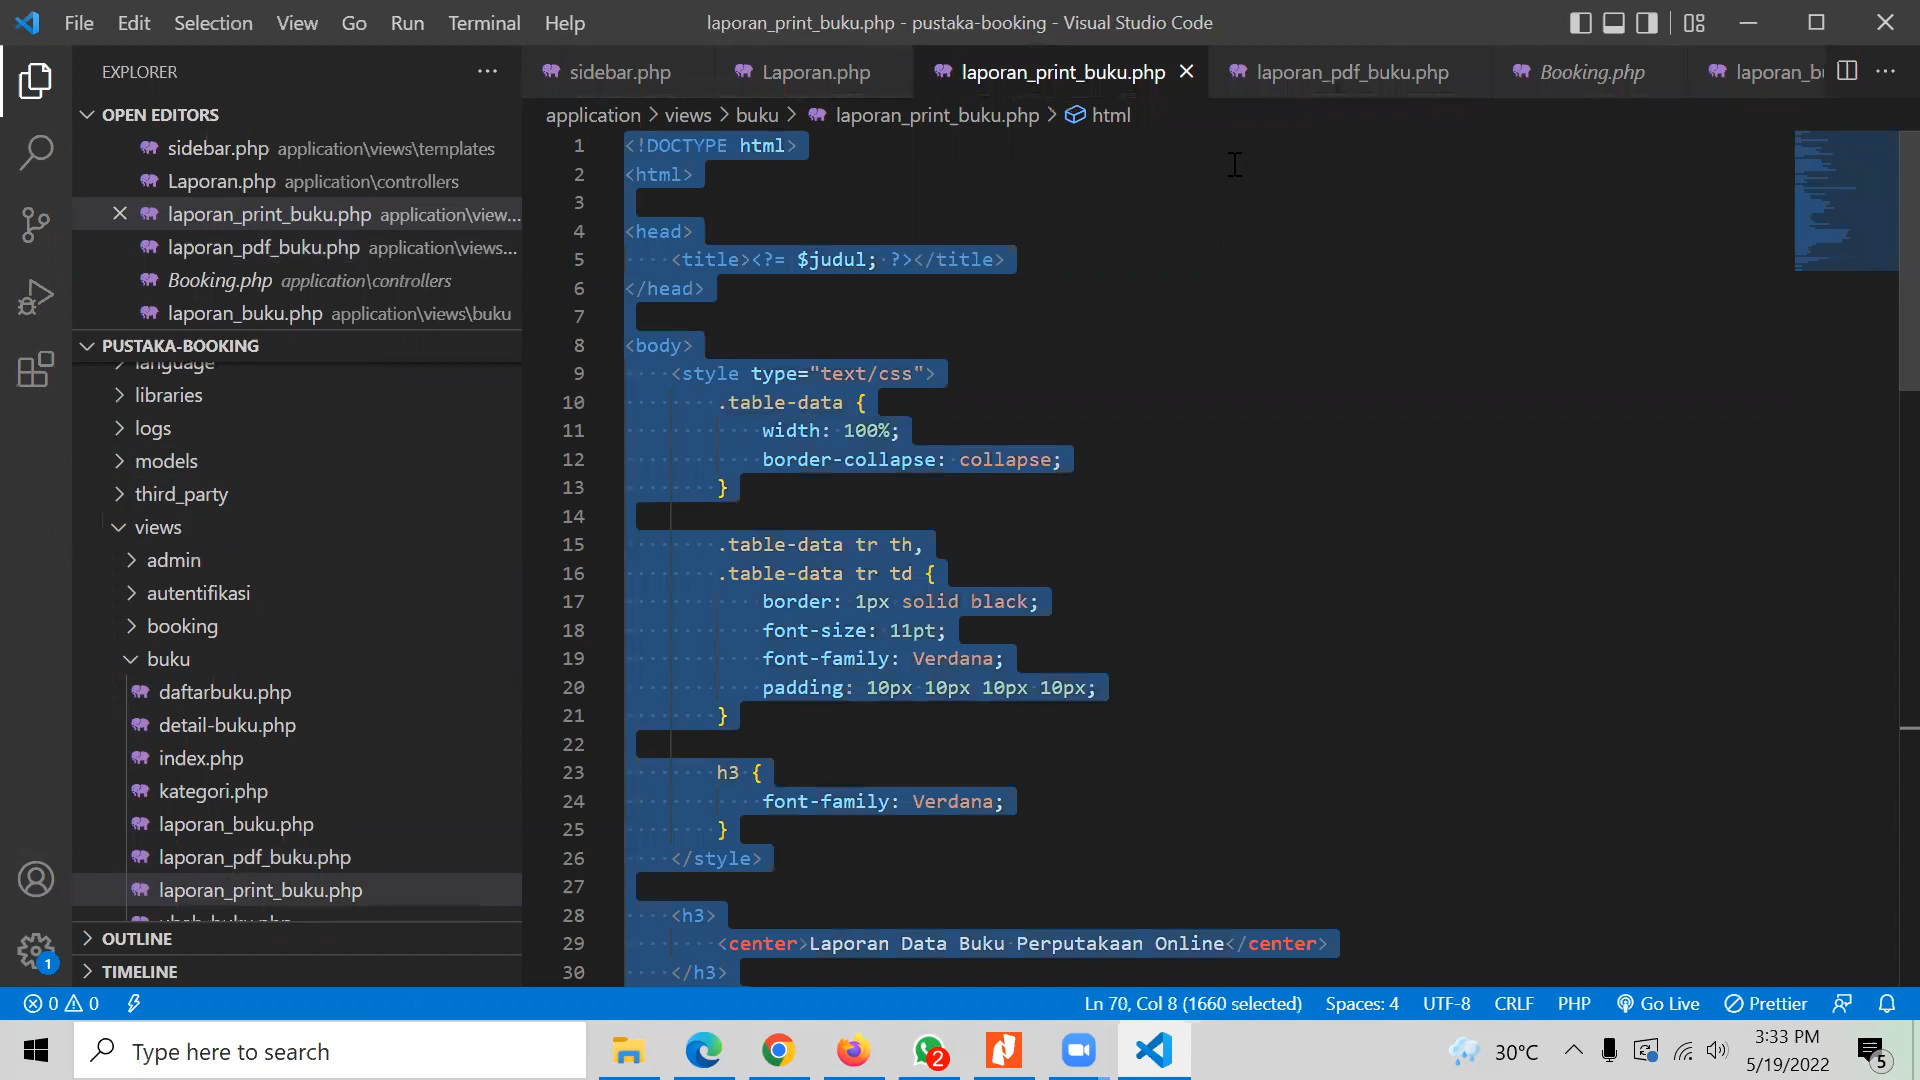 File Edit Selection View Go Run Terminal Help laporan_print_buku.php - pustaka-booking - Visual Studio Code
EXPLORER
OPEN EDITORS
sidebar.php application\views\templates
Laporan.php application\controllers
laporan_print_buku.php application\view...
laporan_pdf_buku.php application\views...
Booking.php application\controllers
laporan_buku.php application\views\buku
PUSTAKA-BOOKING
language
libraries
logs
models
third_party
views
admin
autentifikasi
booking
buku
daftarbuku.php
detail-buku.php
index.php
kategori.php
laporan_buku.php
laporan_pdf_buku.php
laporan_print_buku.php
OUTLINE
TIMELINE
sidebar.php Laporan.php laporan_print_buku.php laporan_pdf_buku.php Booking.php laporan_bu
application > views > buku > laporan_print_buku.php > html
1 <!DOCTYPE html>
2 <html>
3
4 <head>
5 <title><?= $judul; ?></title>
6 </head>
7
8 <body>
9 <style type="text/css">
10 .table-data {
11 width: 100%;
12 border-collapse: collapse;
13 }
14
15 .table-data tr th,
16 .table-data tr td {
17 border: 1px solid black;
18 font-size: 11pt;
19 font-family: Verdana;
20 padding: 10px 10px 10px 10px;
21 }
22
23 h3 {
24 font-family: Verdana;
25 }
26 </style>
27
28 <h3>
29 <center>Laporan Data Buku Perputakaan Online</center>
30 </h3>
1
0 0 Ln 70, Col 8 (1660 selected) Spaces: 4 UTF-8 CRLF PHP Go Live Prettier
Type here to search 2 30°C 3:33 PM
5/19/2022 5